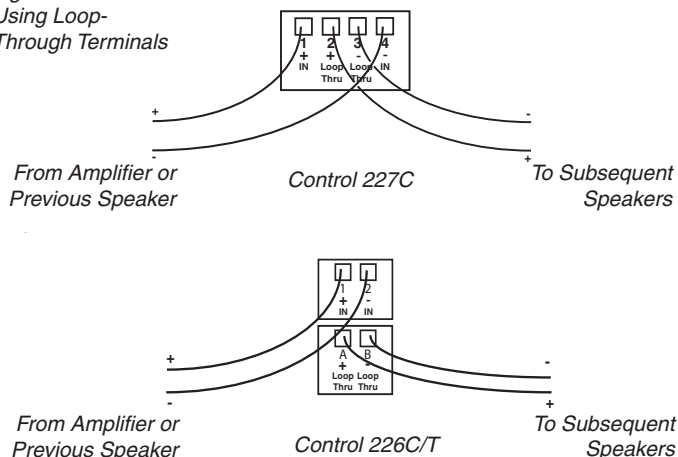 Using Loop-
Through Terminals
1 2 3 4
+ + - -
IN Loop Loop IN
Thru Thru
+ -
- +
From Amplifier or
Previous Speaker
Control 227C
To Subsequent
Speakers
1 2
+ -
IN IN
A B
+ -
Loop Loop
Thru Thru
+ -
- +
From Amplifier or
Previous Speaker
Control 226C/T
To Subsequent
Speakers